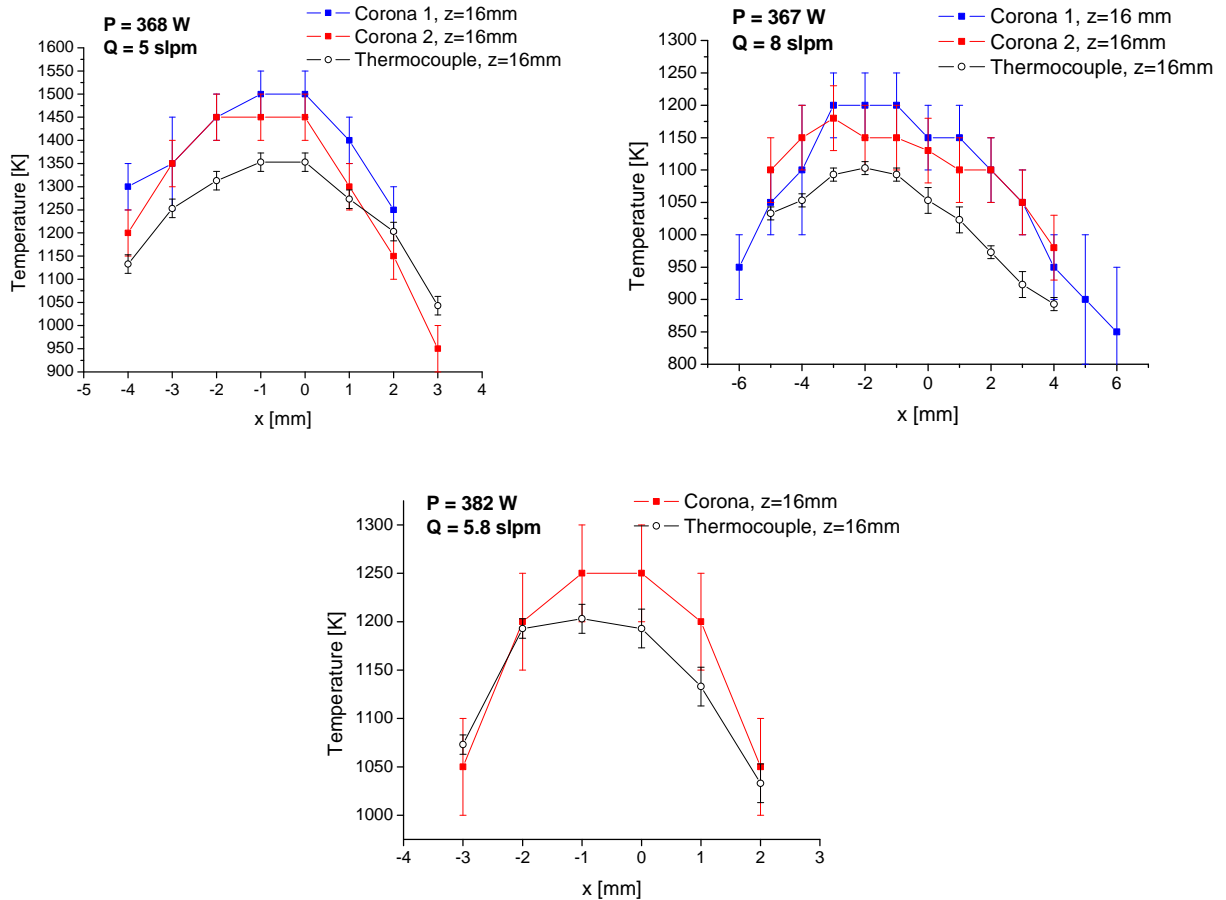 P = 368 W
Q = 5 slpm
Corona 1, z=16mm
Corona 2, z=16mm
Thermocouple, z=16mm
Temperature [K]
1600
1550
1500
1450
1400
1350
1300
1250
1200
1150
1100
1050
1000
950
900
-5 -4 -3 -2 -1 0 1 2 3 4
x [mm]
P = 367 W
Q = 8 slpm
Corona 1, z=16 mm
Corona 2, z=16mm
Thermocouple, z=16mm
Temperature [K]
1300
1250
1200
1150
1100
1050
1000
950
900
850
800
-6 -4 -2 0 2 4 6
x [mm]
P = 382 W
Q = 5.8 slpm
Corona, z=16mm
Thermocouple, z=16mm
Temperature [K]
1300
1250
1200
1150
1100
1050
1000
-4 -3 -2 -1 0 1 2 3
x [mm]